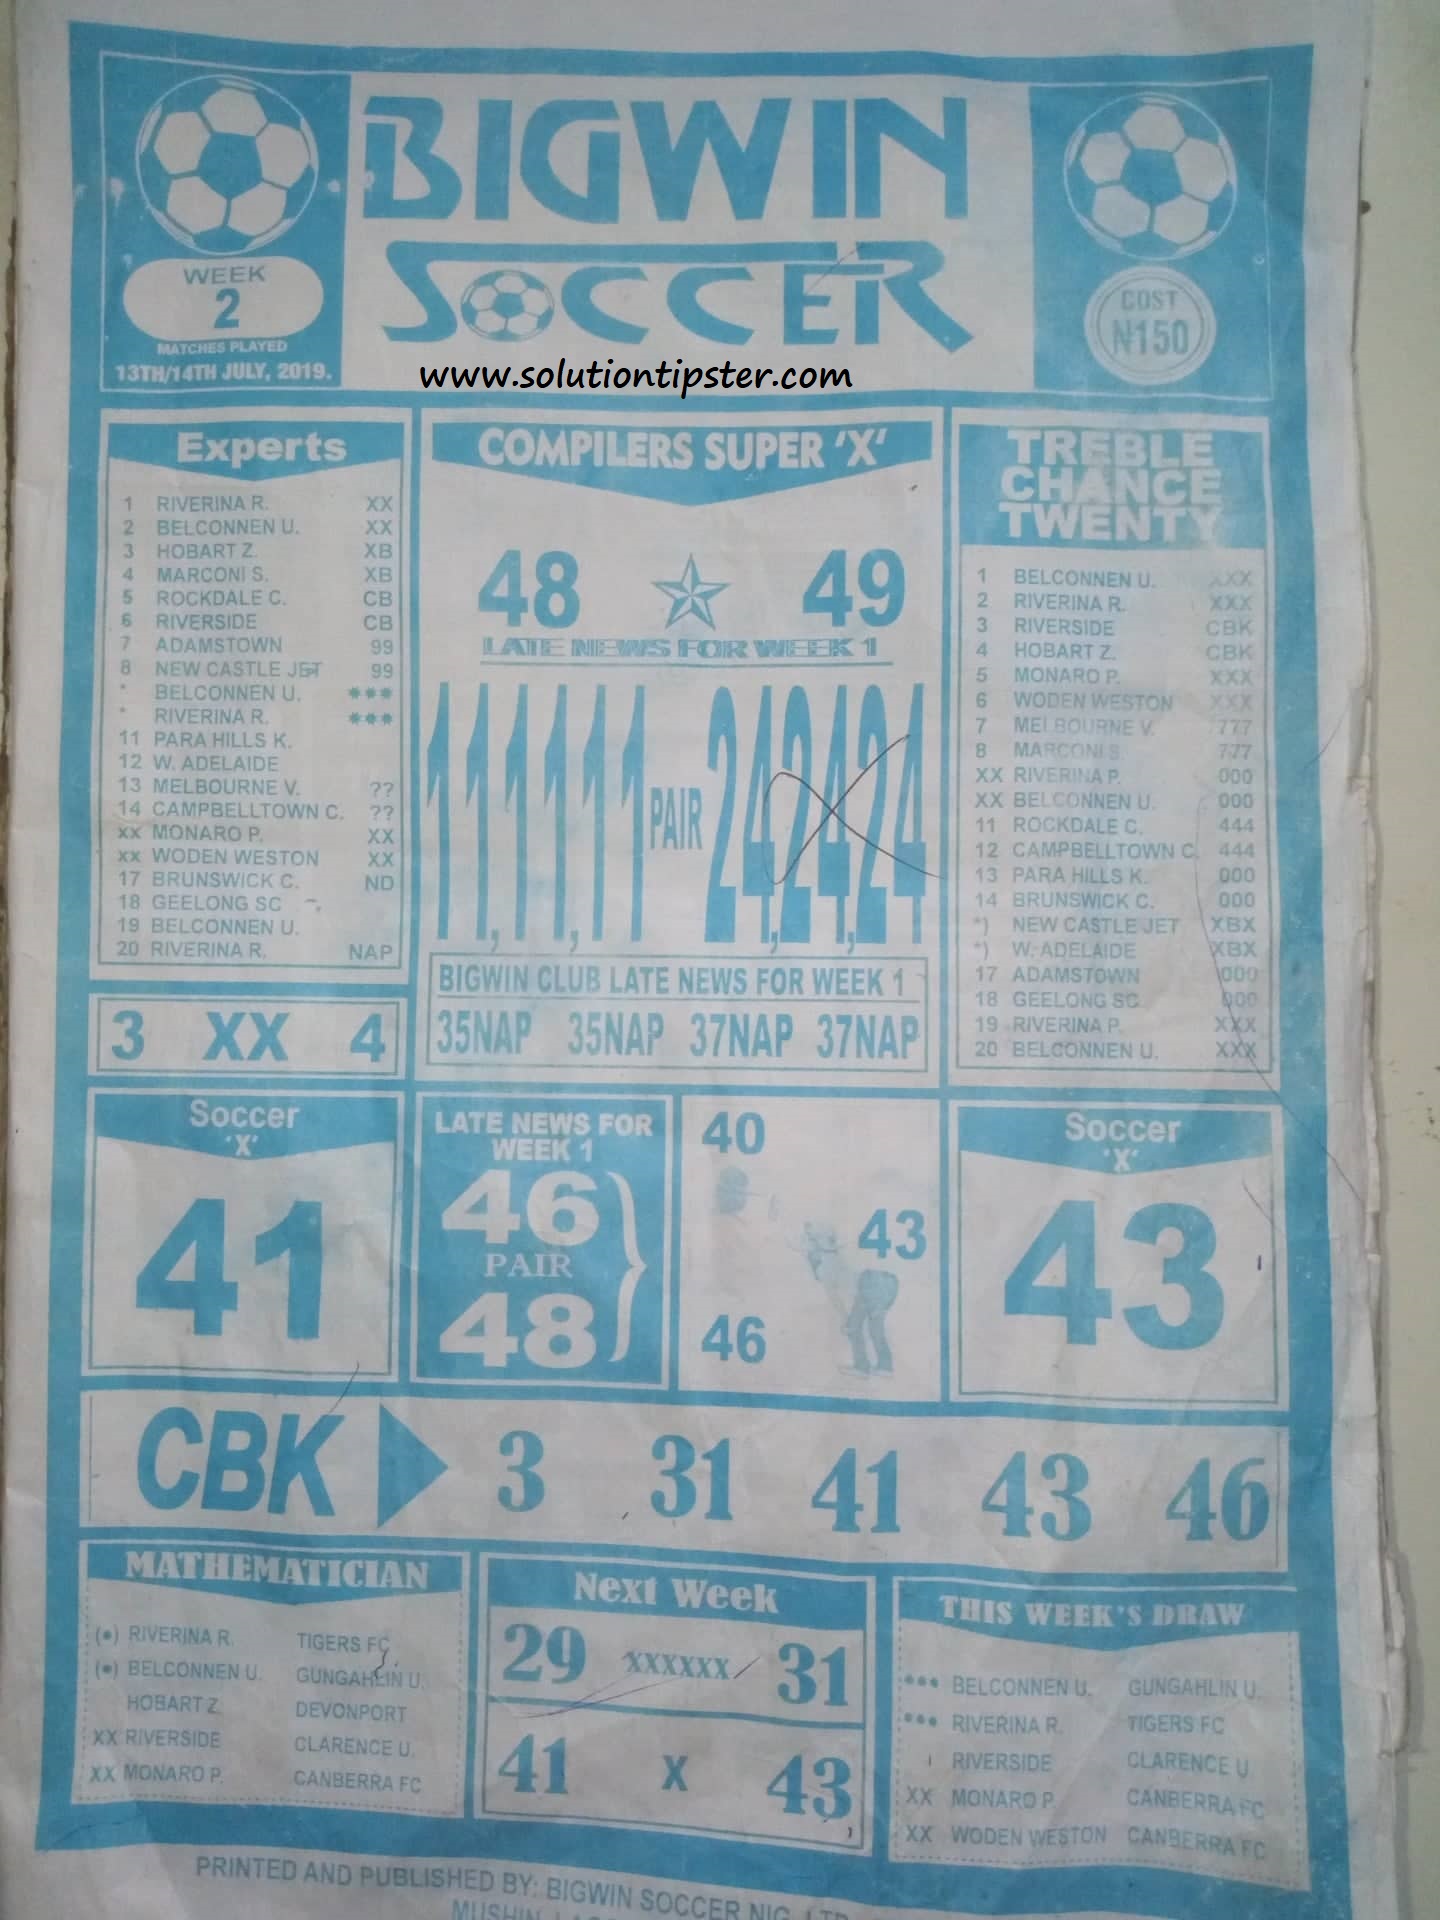 BIGWIN
SOCCER
WEEK
2
MATCHES PLAYED
13TH/14TH JULY, 2019.
COST
N150
www.solutiontipster.com
Experts
1 RIVERINA R. XX
2 BELCONNEN U. XX
3 HOBART Z. XB
4 MARCONI S. XB
5 ROCKDALE C. CB
6 RIVERSIDE CB
7 ADAMSTOWN 99
8 NEW CASTLE JET 99
* BELCONNEN U. ***
* RIVERINA R. ***
11 PARA HILLS K.
12 W. ADELAIDE
13 MELBOURNE V. ??
14 CAMPBELLTOWN C. ??
xx MONARO P. XX
xx WODEN WESTON XX
17 BRUNSWICK C. ND
18 GEELONG SC
19 BELCONNEN U.
20 RIVERINA R. NAP
3 XX 4
COMPILERS SUPER 'X'
48 49
LATE NEWS FOR WEEK 1
11,11,11 PAIR 24,24,24
BIGWIN CLUB LATE NEWS FOR WEEK 1
35NAP 35NAP 37NAP 37NAP
TREBLE
CHANCE
TWENTY
1 BELCONNEN U. XXX
2 RIVERINA R. XXX
3 RIVERSIDE CBK
4 HOBART Z. CBK
5 MONARO P. XXX
6 WODEN WESTON XXX
7 MELBOURNE V. 777
8 MARCONI S. 777
XX RIVERINA P. 000
XX BELCONNEN U. 000
11 ROCKDALE C. 444
12 CAMPBELLTOWN C. 444
13 PARA HILLS K. 000
14 BRUNSWICK C. 000
*) NEW CASTLE JET XBX
*) W. ADELAIDE XBX
17 ADAMSTOWN 000
18 GEELONG SC 000
19 RIVERINA P. XXX
20 BELCONNEN U. XXX
Soccer
'X'
41
LATE NEWS FOR
WEEK 1
46
PAIR
48
40
43
46
Soccer
'X'
43
CBK 3 31 41 43 46
MATHEMATICIAN
(•) RIVERINA R. TIGERS FC
(•) BELCONNEN U. GUNGAHLIN U.
HOBART Z. DEVONPORT
XX RIVERSIDE CLARENCE U.
XX MONARO P. CANBERRA FC
Next Week
29 XXXXXX 31
41 X 43
THIS WEEK'S DRAW
*** BELCONNEN U. GUNGAHLIN U.
*** RIVERINA R. TIGERS FC
RIVERSIDE CLARENCE U
XX MONARO P. CANBERRA FC
XX WODEN WESTON CANBERRA FC
PRINTED AND PUBLISHED BY: BIGWIN SOCCER NIG. LTD
MUSHIN,